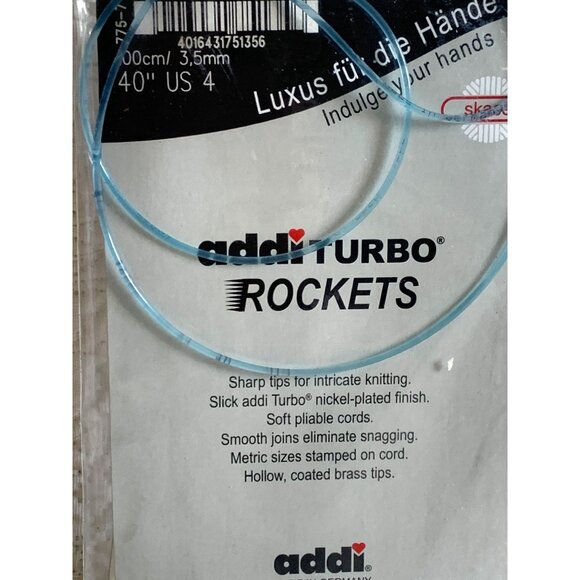 775-7
4016431751356
00cm/ 3,5mm
40" US 4
Luxus für die Hände
Indulge your hands
addi TURBO®
ROCKETS
Sharp tips for intricate knitting.
Slick addi Turbo® nickel-plated finish.
Soft pliable cords.
Smooth joins eliminate snagging.
Metric sizes stamped on cord.
Hollow, coated brass tips.
addi®